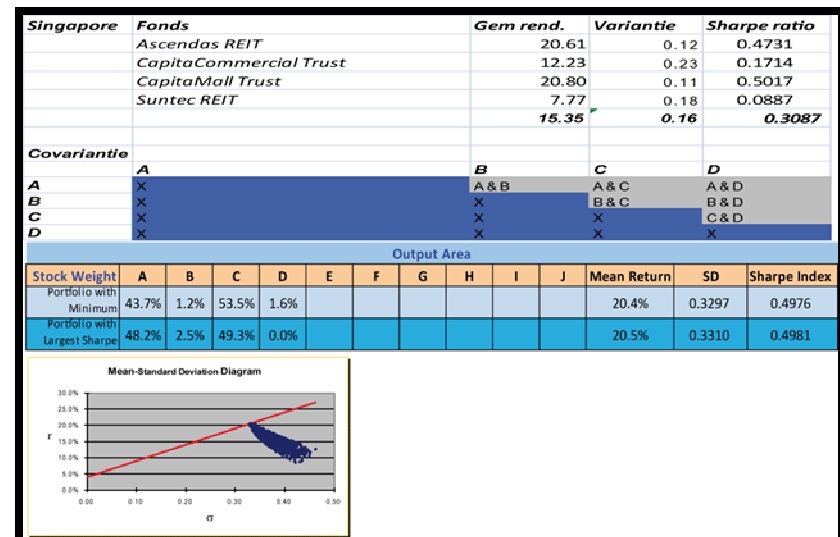 Singapore Fonds Gem rend. Variantie Sharpe ratio
Ascendas REIT 20.61 0.12 0.4731
CapitaCommercial Trust 12.23 0.23 0.1714
CapitaMall Trust 20.80 0.11 0.5017
Suntec REIT 7.77 0.18 0.0887
15.35 0.16 0.3087
Covariantie
A B C D
A X A & B A & C A & D
B X X B & C B & D
C X X X C & D
D X X X X
Output Area
Stock Weight A B C D E F G H I J Mean Return SD Sharpe Index
Portfolio with Minimum 43.7% 1.2% 53.5% 1.6% 20.4% 0.3297 0.4976
Portfolio with Largest Sharpe 48.2% 2.5% 49.3% 0.0% 20.5% 0.3310 0.4981
Mean-Standard Deviation Diagram
30.0%
25.0%
20.0%
r 15.0%
10.0%
5.0%
0.0%
0.00 0.10 0.20 0.30 0.40 0.50
σ